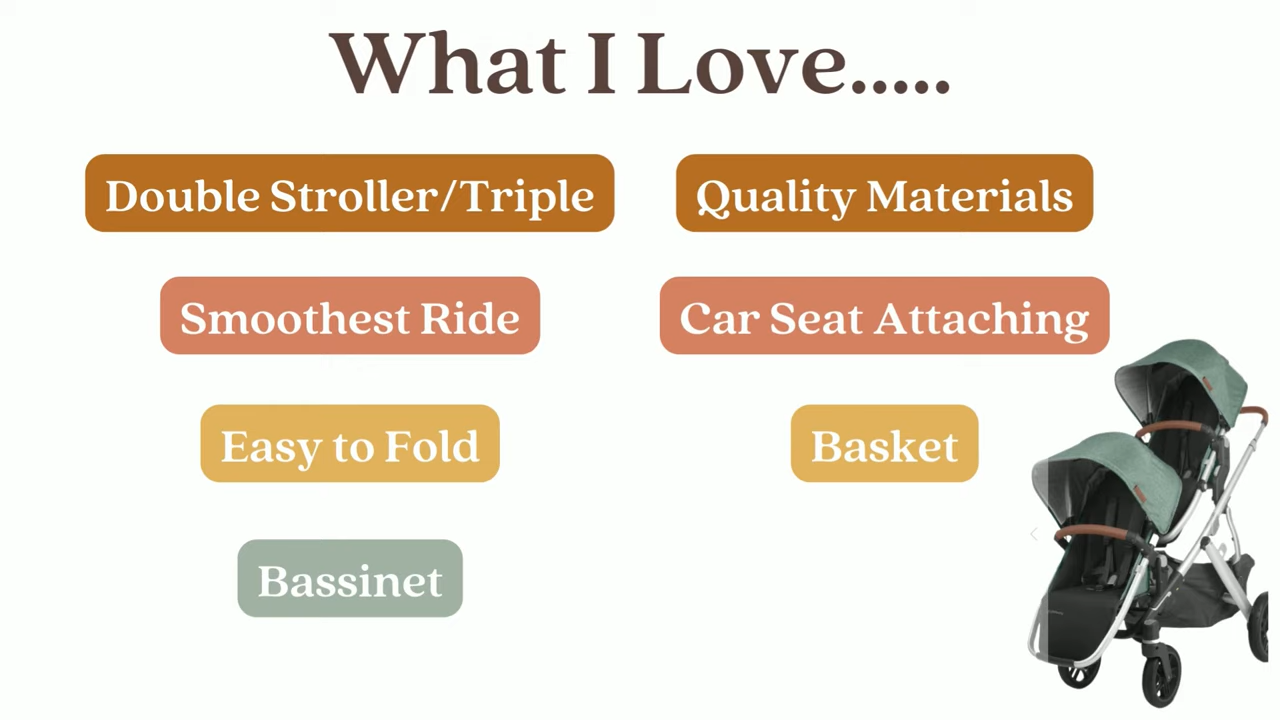 What I Love.....
Double Stroller/Triple
Quality Materials
Smoothest Ride
Car Seat Attaching
Easy to Fold
Basket
Bassinet